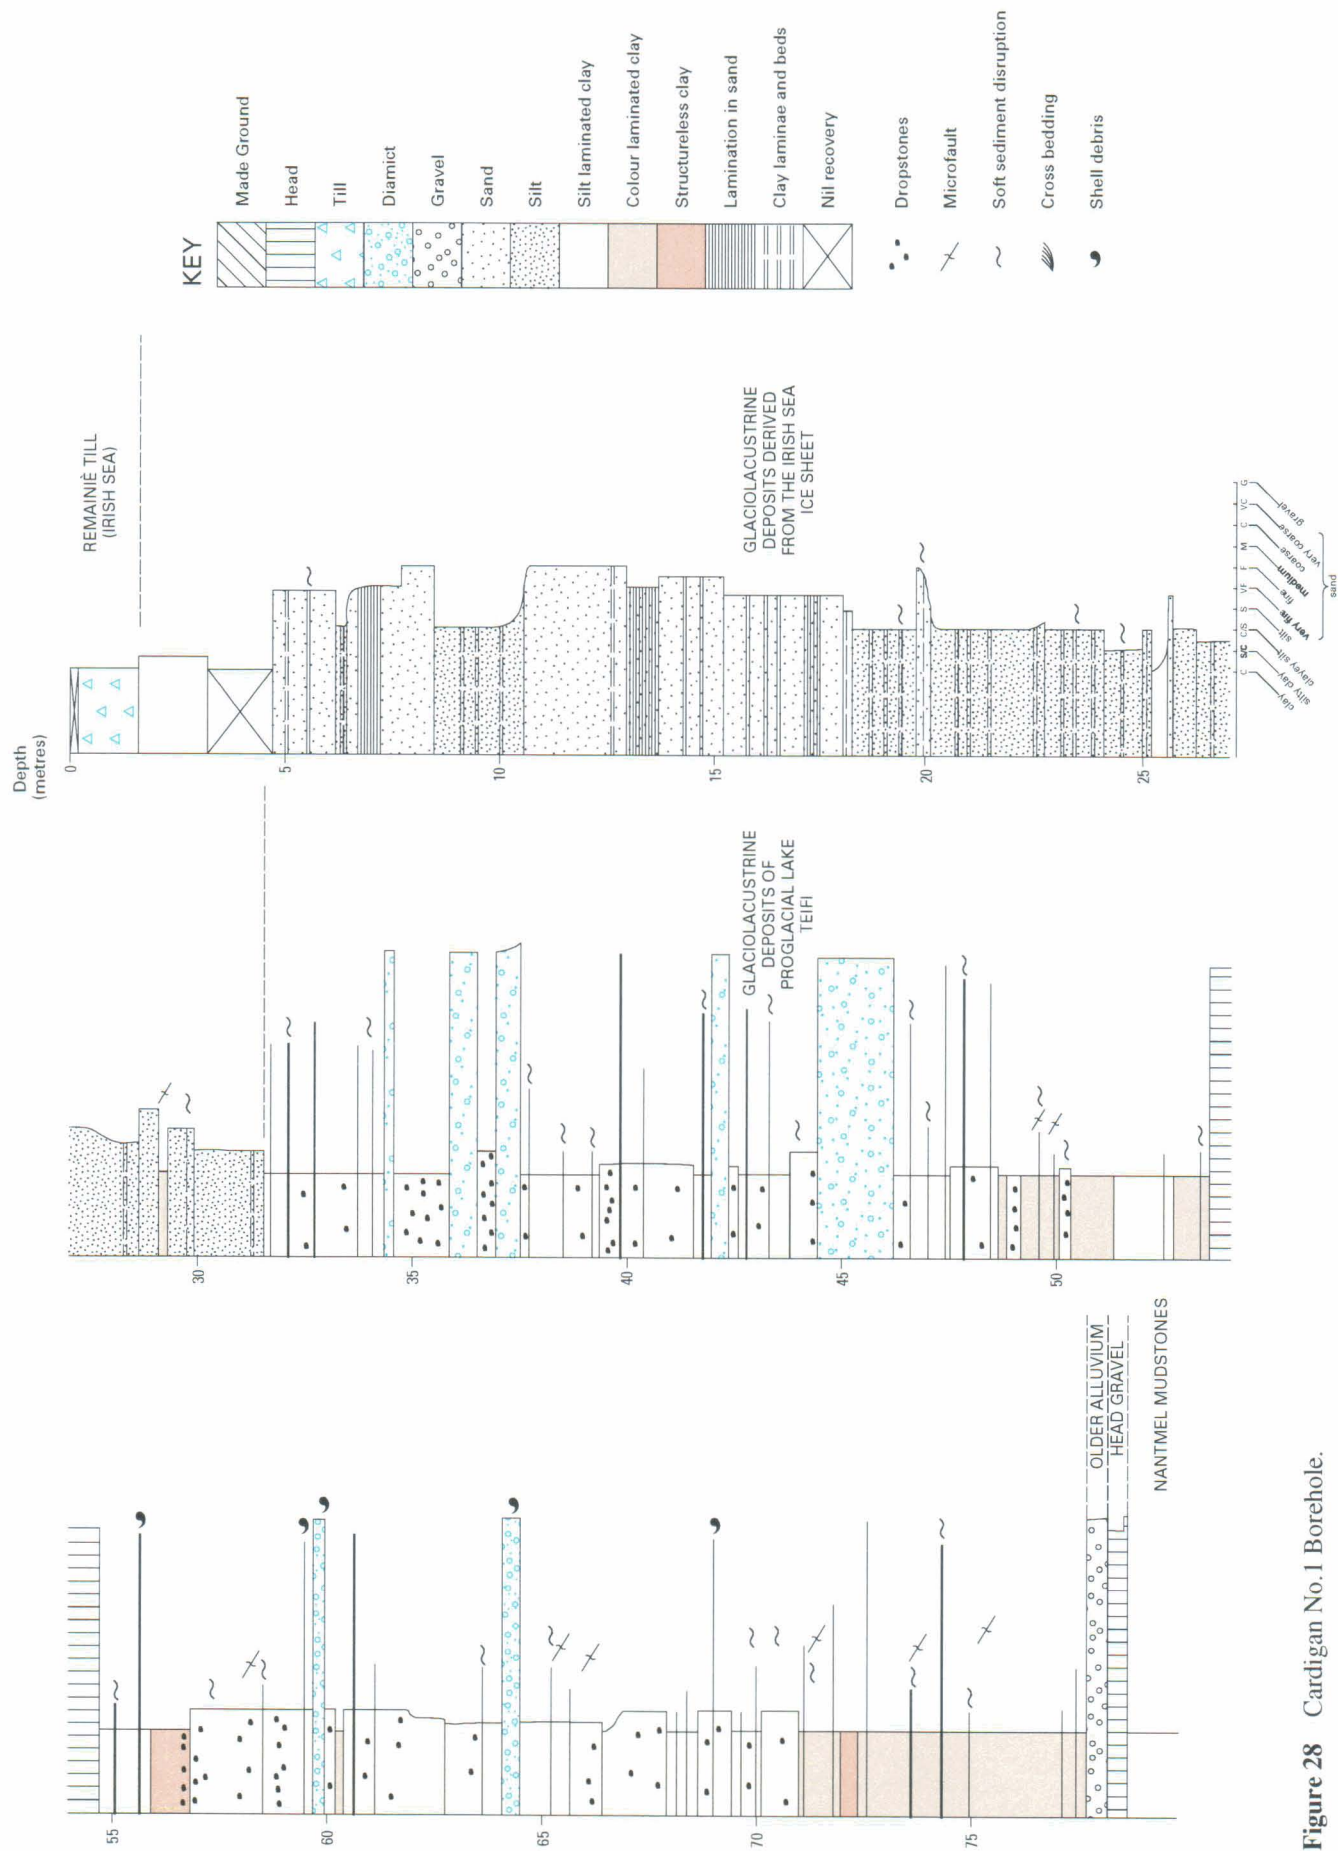 Depth
(metres)
0
5
10
15
20
25
REMAINIÈ TILL
(IRISH SEA)
GLACIOLACUSTRINE
DEPOSITS DERIVED
FROM THE IRISH SEA
ICE SHEET
C
S/C
C/S
S
VF
F
M
C
VC
G
clay
silty clay
clayey silt
silt
very fine
fine
medium
coarse
very coarse
gravel
sand
KEY
Made Ground
Head
Till
Diamict
Gravel
Sand
Silt
Silt laminated clay
Colour laminated clay
Structureless clay
Lamination in sand
Clay laminae and beds
Nil recovery
Dropstones
Microfault
Soft sediment disruption
Cross bedding
Shell debris
30
35
40
45
50
GLACIOLACUSTRINE
DEPOSITS OF
PROGLACIAL LAKE
TEIFI
55
60
65
70
75
OLDER ALLUVIUM
HEAD GRAVEL
NANTMEL MUDSTONES
Figure 28 Cardigan No.1 Borehole.